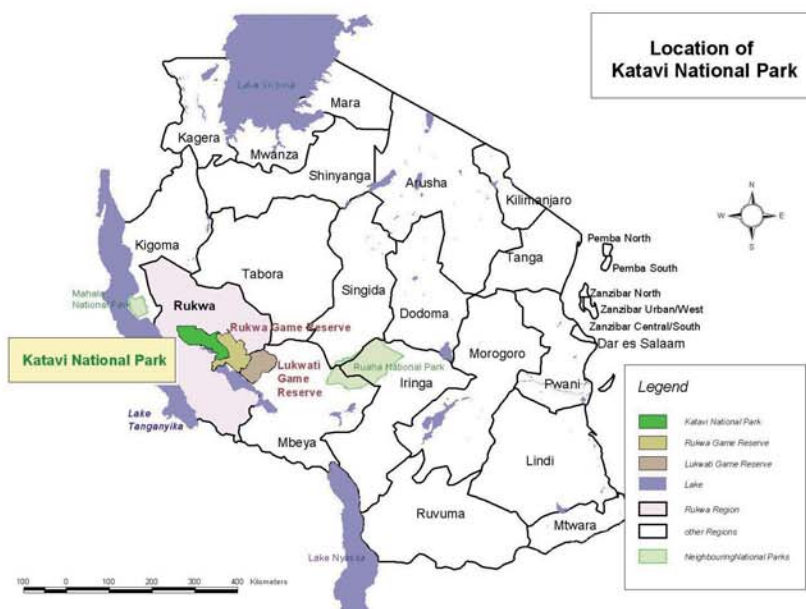 Location of
Katavi National Park
Lake Victoria
Mara
Kagera
Mwanza
Shinyanga
Arusha
Kilimanjaro
Kigoma
Tabora
Singida
Dodoma
Tanga
N
W
E
S
Pemba North
Pemba South
Zanzibar North
Zanzibar Urban/West
Zanzibar Central/South
Dar es Salaam
Mahale
National Park
Rukwa
Rukwa Game Reserve
Katavi National Park
Lukwati
Game
Reserve
Ruaha National Park
Iringa
Morogoro
Pwani
Lake
Tanganyika
Mbeya
Lindi
Ruvuma
Mtwara
Lake Nyassa
Legend
Katavi National Park
Rukwa Game Reserve
Lukwati Game Reserve
Lake
Rukwa Region
other Regions
NeighbouringNational Parks
100 0 100 200 300 400 Kilometers